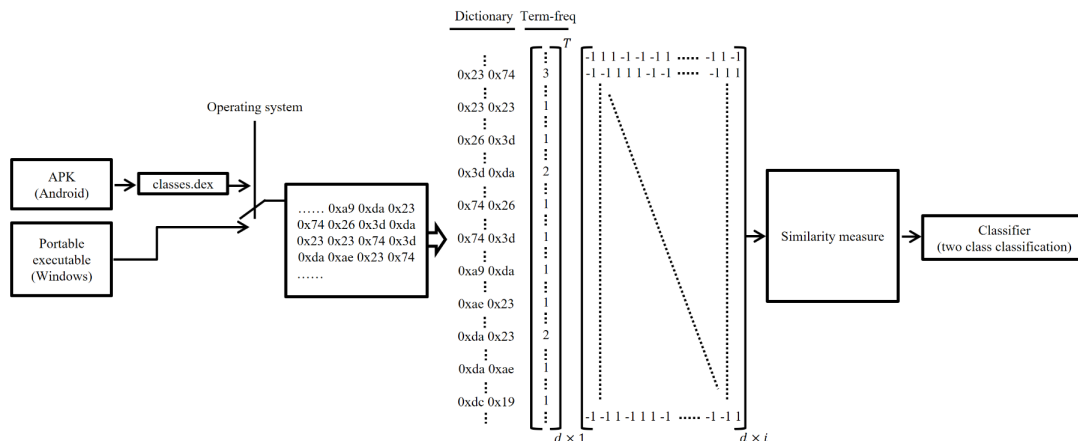 Dictionary Term-freq
T
-1 1 1 -1 -1 -1 1 ..... -1 1 -1
0x23 0x74 3 -1 -1 1 1 1 -1 -1 ..... -1 1 1
Operating system
0x23 0x23 1
0x26 0x3d 1
APK
(Android)
classes.dex
0x3d 0xda 2
...... 0xa9 0xda 0x23
0x74 0x26 0x3d 0xda
0x23 0x23 0x74 0x3d
0xda 0xae 0x23 0x74
......
0x74 0x26 1
Portable
executable
(Windows)
0x74 0x3d 1
Similarity measure
Classifier
(two class classification)
0xa9 0xda 1
0xae 0x23 1
0xda 0x23 2
0xda 0xae 1
0xdc 0x19 1
-1 -1 1 -1 1 1 -1 ..... -1 -1 1
d × 1
d × i